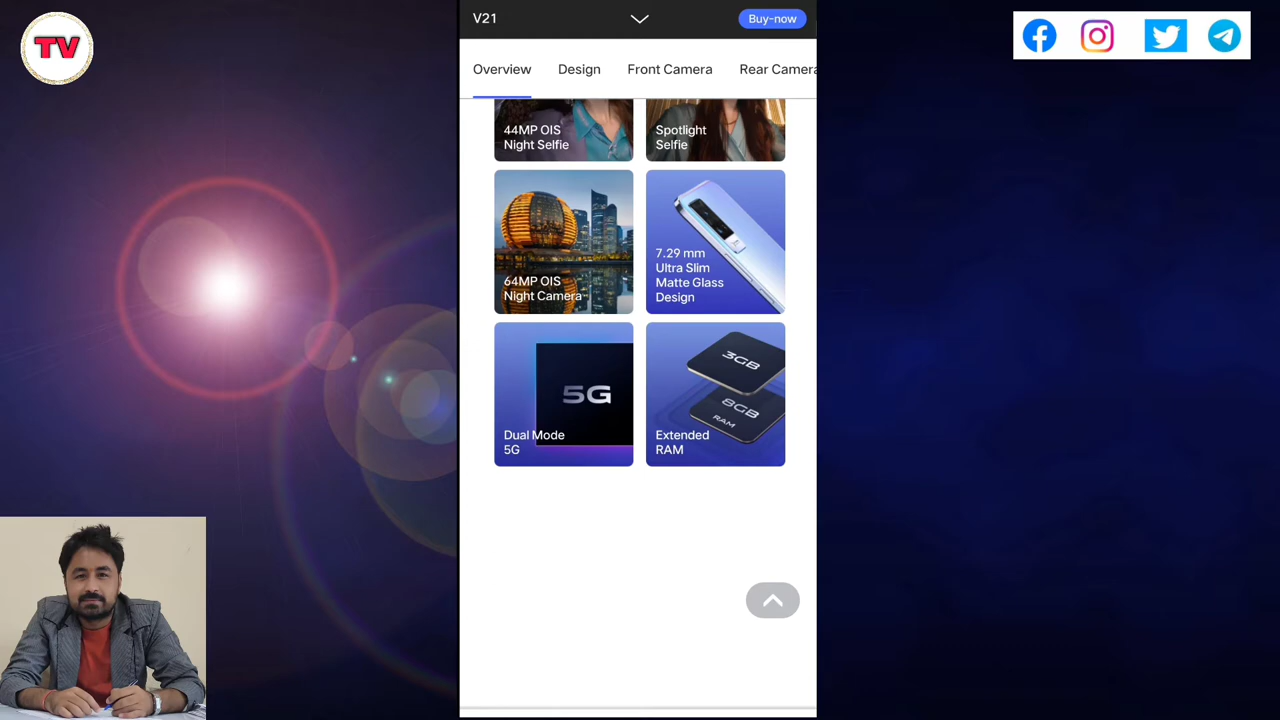 TV
V21
Buy-now
Overview
Design
Front Camera
Rear Camera
44MP OIS
Night Selfie
Spotlight
Selfie
64MP OIS
Night Camera
7.29 mm
Ultra Slim
Matte Glass
Design
5G
Dual Mode
5G
3GB
8GB
RAM
Extended
RAM